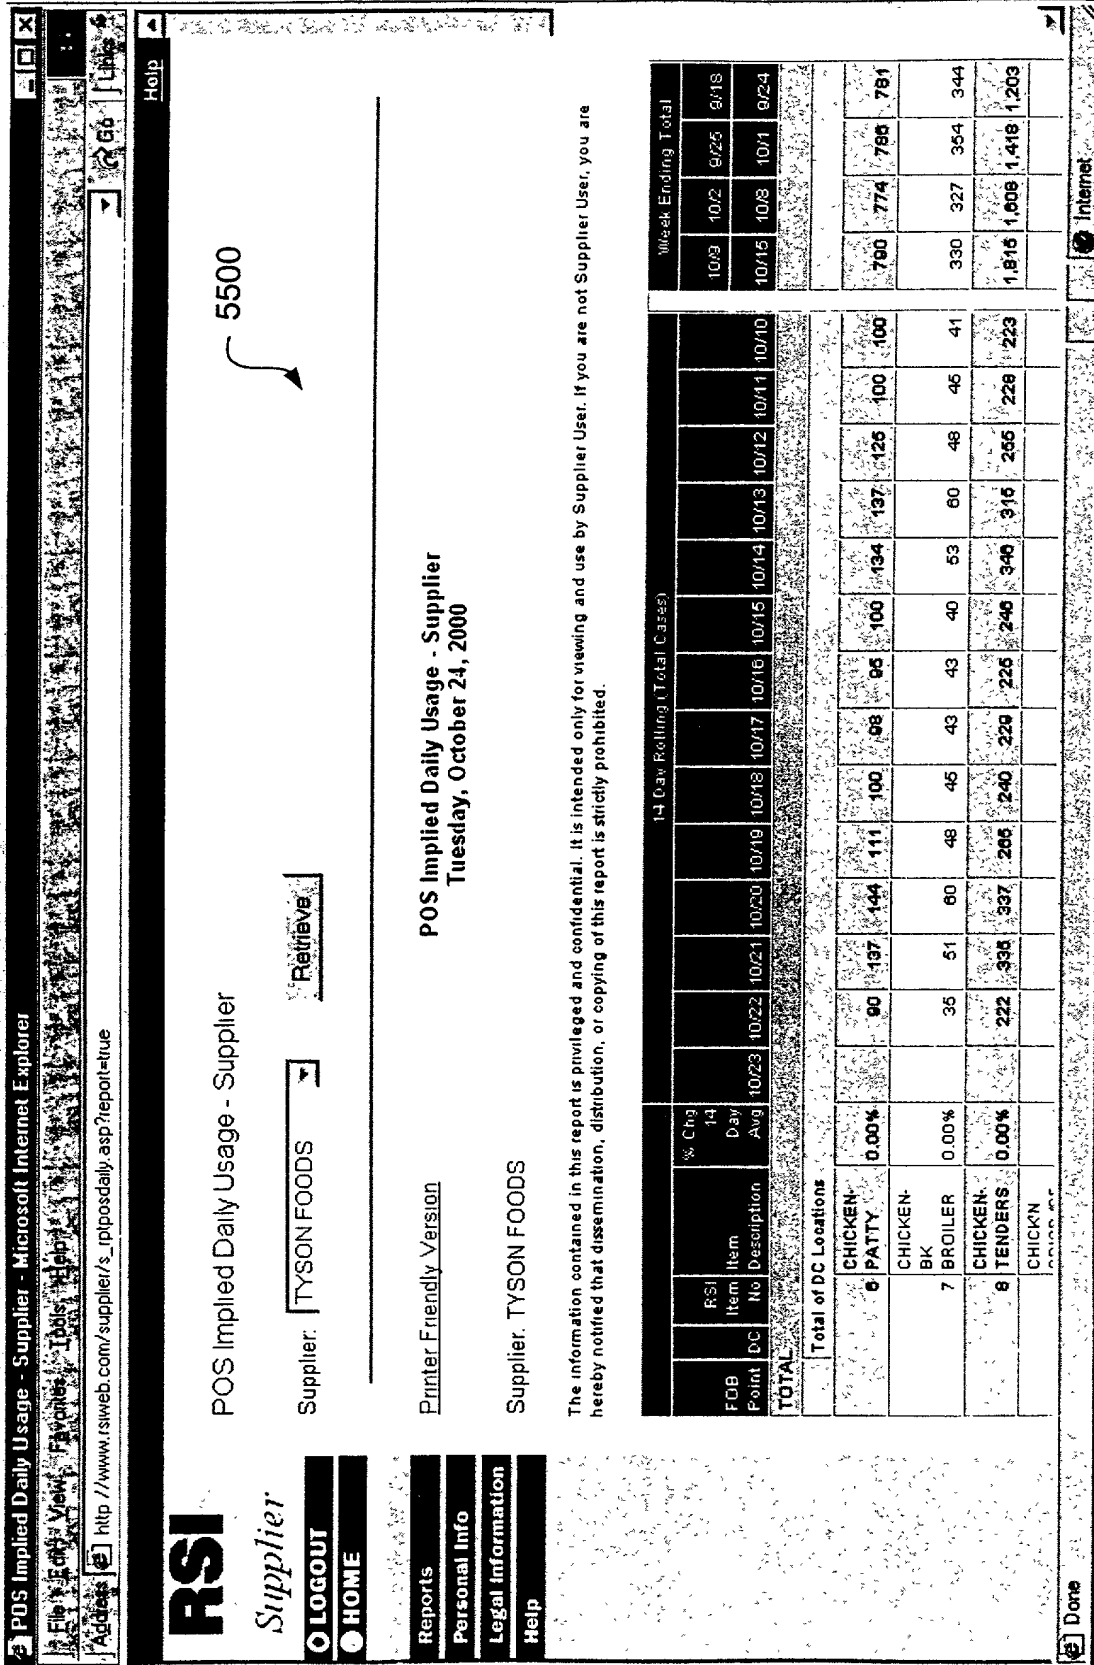 POS Implied Daily Usage - Supplier - Microsoft Internet Explorer
File Edit View Favorites Tools Help
Address http //www.rsiweb.com/supplier/s_rptposdaily.asp?report=true Go Links
Help
RSI
Supplier
LOGOUT
HOME
Reports
Personal Info
Legal Information
Help
POS Implied Daily Usage - Supplier
Supplier: TYSON FOODS Retrieve
5500
Printer Friendly Version
POS Implied Daily Usage - Supplier
Tuesday, October 24, 2000
Supplier. TYSON FOODS
The information contained in this report is privileged and confidential. It is intended only for viewing and use by Supplier User. If you are not Supplier User, you are
hereby notified that dissemination, distribution, or copying of this report is strictly prohibited.
14 Day Rolling (Total Cases) Week Ending Total
FOB Point DC RSI Item No Item Description % Chg 14 Day Avg 10/23 10/22 10/21 10/20 10/19 10/18 10/17 10/16 10/15 10/14 10/13 10/12 10/11 10/10 10/9 10/15 10/2 10/8 9/25 10/1 9/18 9/24
TOTAL
Total of DC Locations
6 CHICKEN-PATTY 0.00% 90 137 144 111 100 98 95 100 134 137 125 100 100 790 774 786 781
7 CHICKEN-BK BROILER 0.00% 35 51 60 48 45 43 43 40 53 60 48 45 41 330 327 354 344
8 CHICKEN-TENDERS 0.00% 222 335 337 265 240 229 225 246 346 315 255 228 223 1,815 1,608 1,418 1,203
CHICK'N
Done Internet